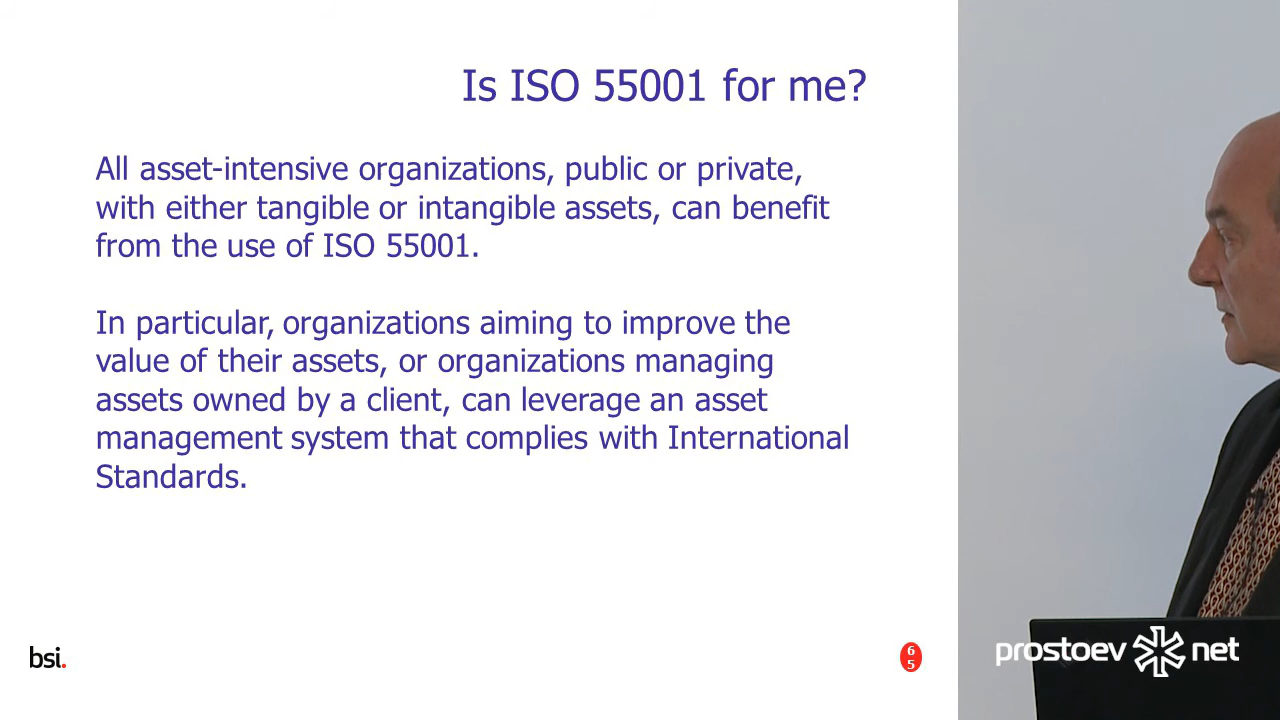 Is ISO 55001 for me?
All asset-intensive organizations, public or private,
with either tangible or intangible assets, can benefit
from the use of ISO 55001.
In particular, organizations aiming to improve the
value of their assets, or organizations managing
assets owned by a client, can leverage an asset
management system that complies with International
Standards.
bsi.
6
5
prostoev net